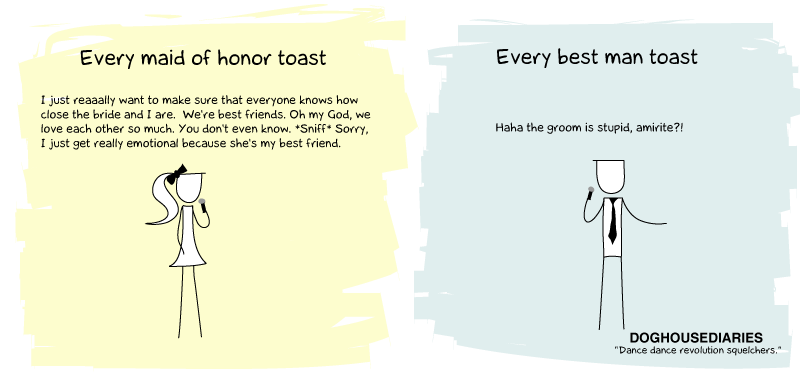 Every maid of honor toast
I just reaaally want to make sure that everyone knows how
close the bride and I are. We're best friends. Oh my God, we
love each other so much. You don't even know. *Sniff* Sorry,
I just get really emotional because she's my best friend.
Every best man toast
Haha the groom is stupid, amirite?!
DOGHOUSEDIARIES
"Dance dance revolution squelchers."